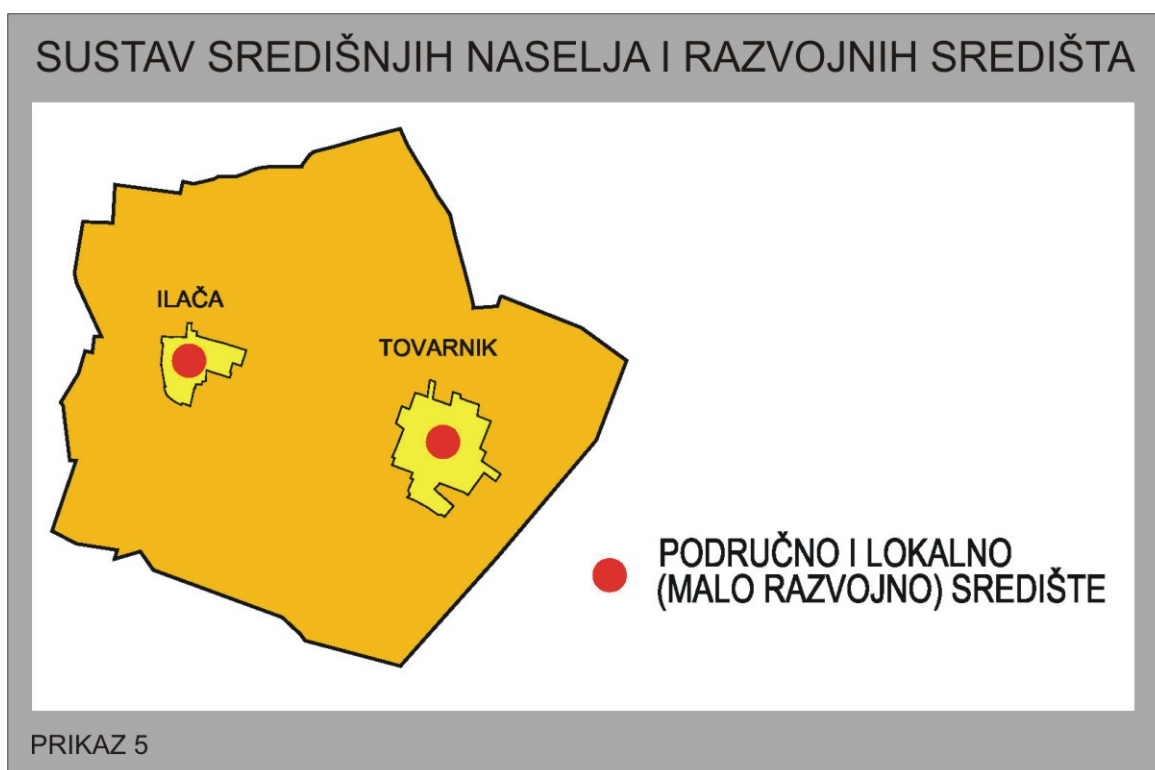 SUSTAV SREDIŠNJIH NASELJA I RAZVOJNIH SREDIŠTA
ILAČA
TOVARNIK
PODRUČNO I LOKALNO
(MALO RAZVOJNO) SREDIŠTE
PRIKAZ 5